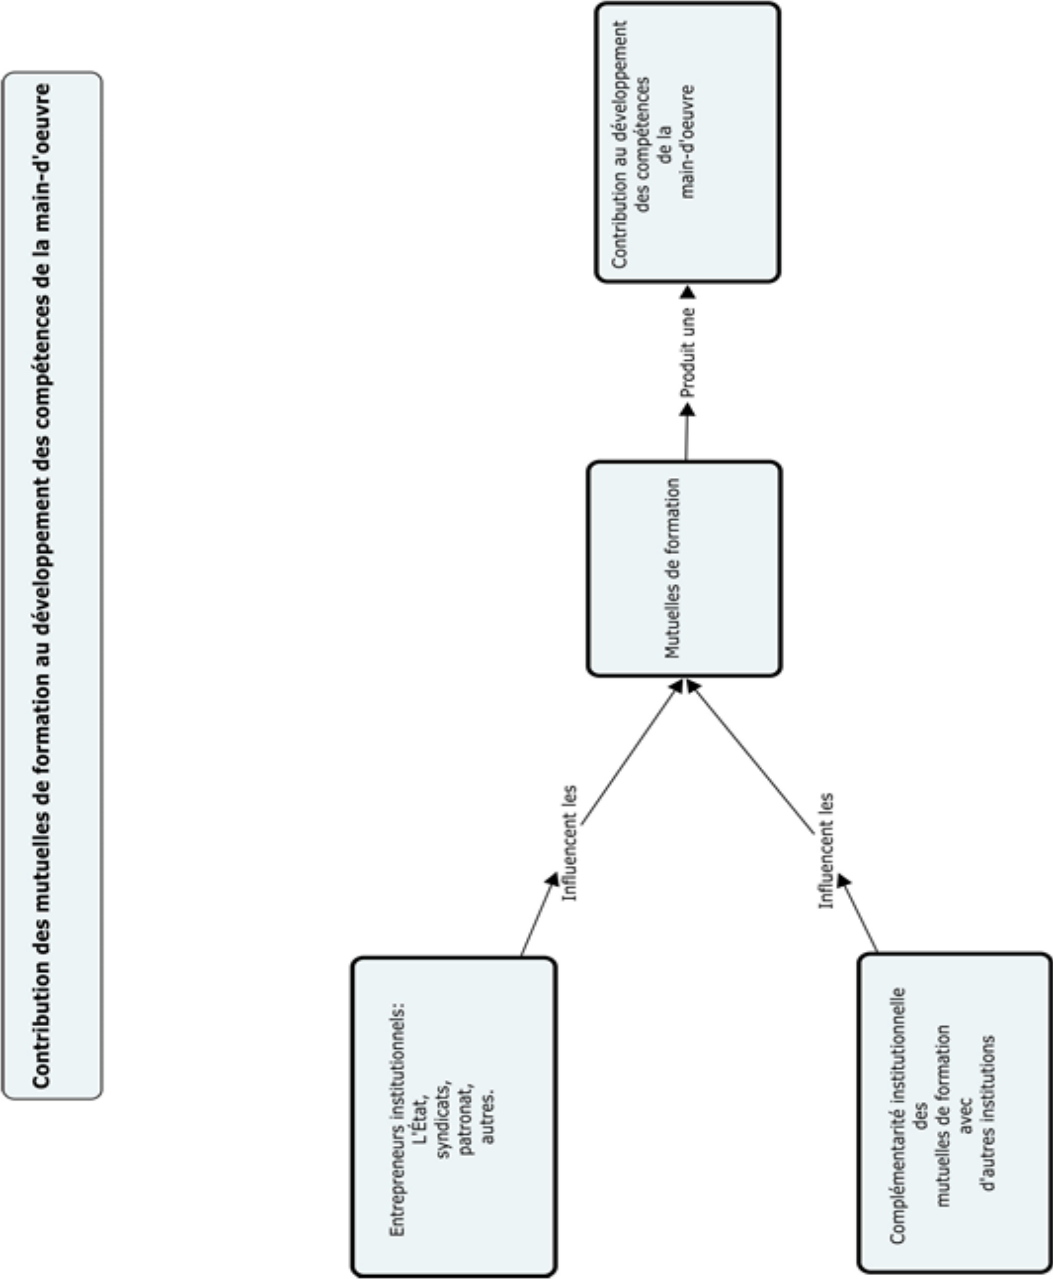 Contribution des mutuelles de formation au développement des compétences de la main-d'oeuvre
Entrepreneurs institutionnels:
L'État,
syndicats,
patronat,
autres.
Influencent les
Complémentarité institutionnelle
des
mutuelles de formation
avec
d'autres institutions
Influencent les
Mutuelles de formation
Produit une
Contribution au développement
des compétences
de la
main-d'oeuvre